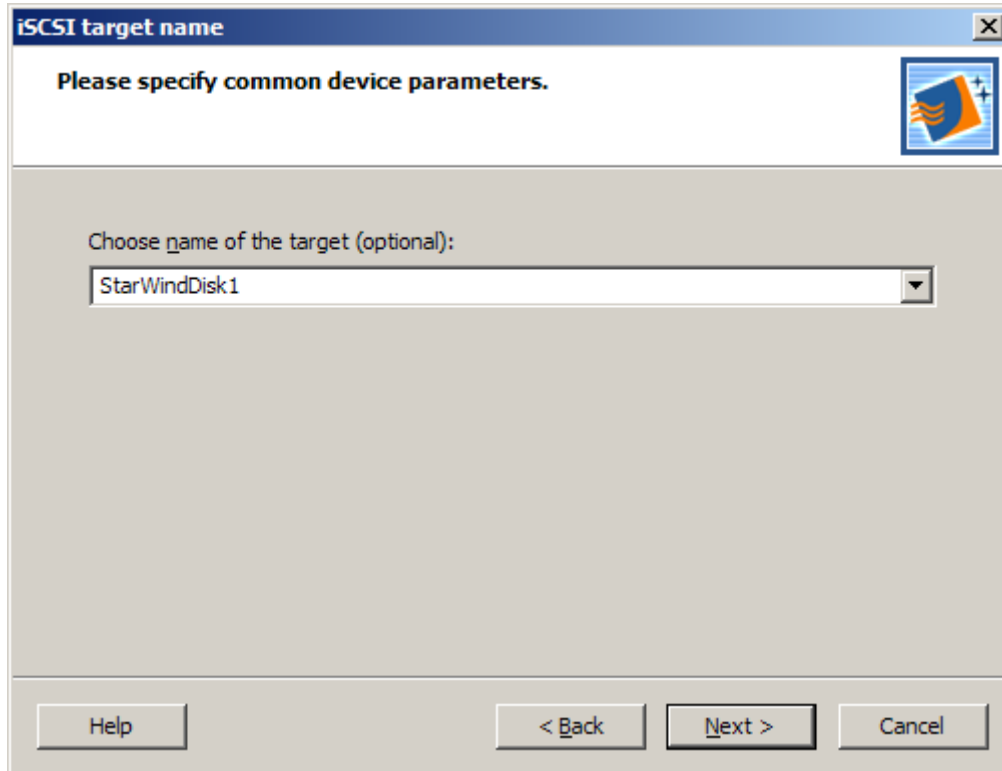 iSCSI target name
Please specify common device parameters.
Choose name of the target (optional):
StarWindDisk1
Help
< Back
Next >
Cancel